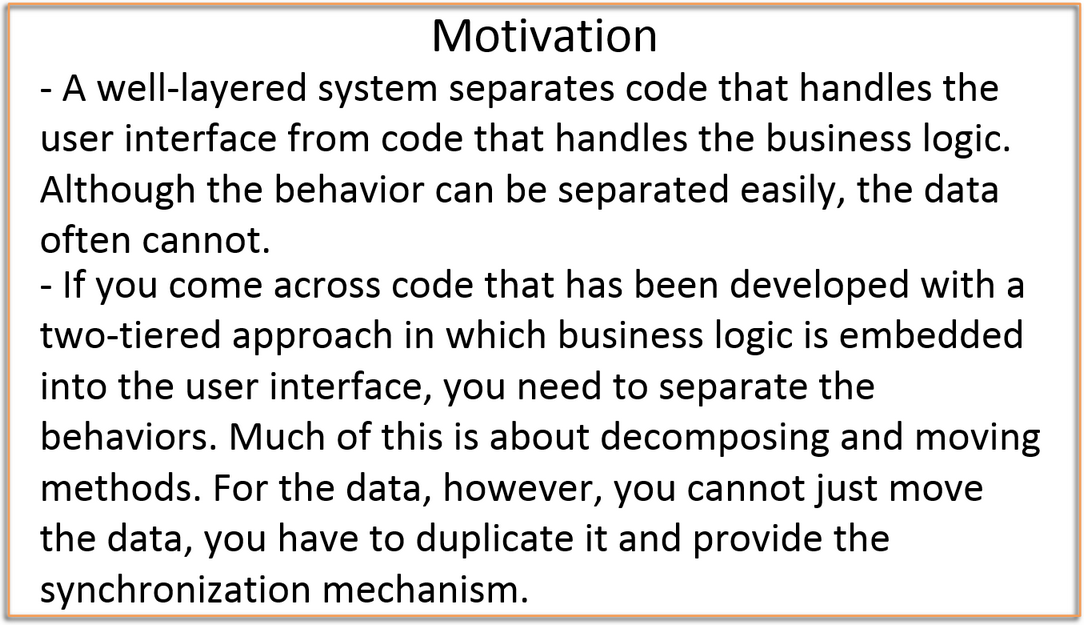 Motivation
- A well-layered system separates code that handles the
user interface from code that handles the business logic.
Although the behavior can be separated easily, the data
often cannot.
- If you come across code that has been developed with a
two-tiered approach in which business logic is embedded
into the user interface, you need to separate the
behaviors. Much of this is about decomposing and moving
methods. For the data, however, you cannot just move
the data, you have to duplicate it and provide the
synchronization mechanism.